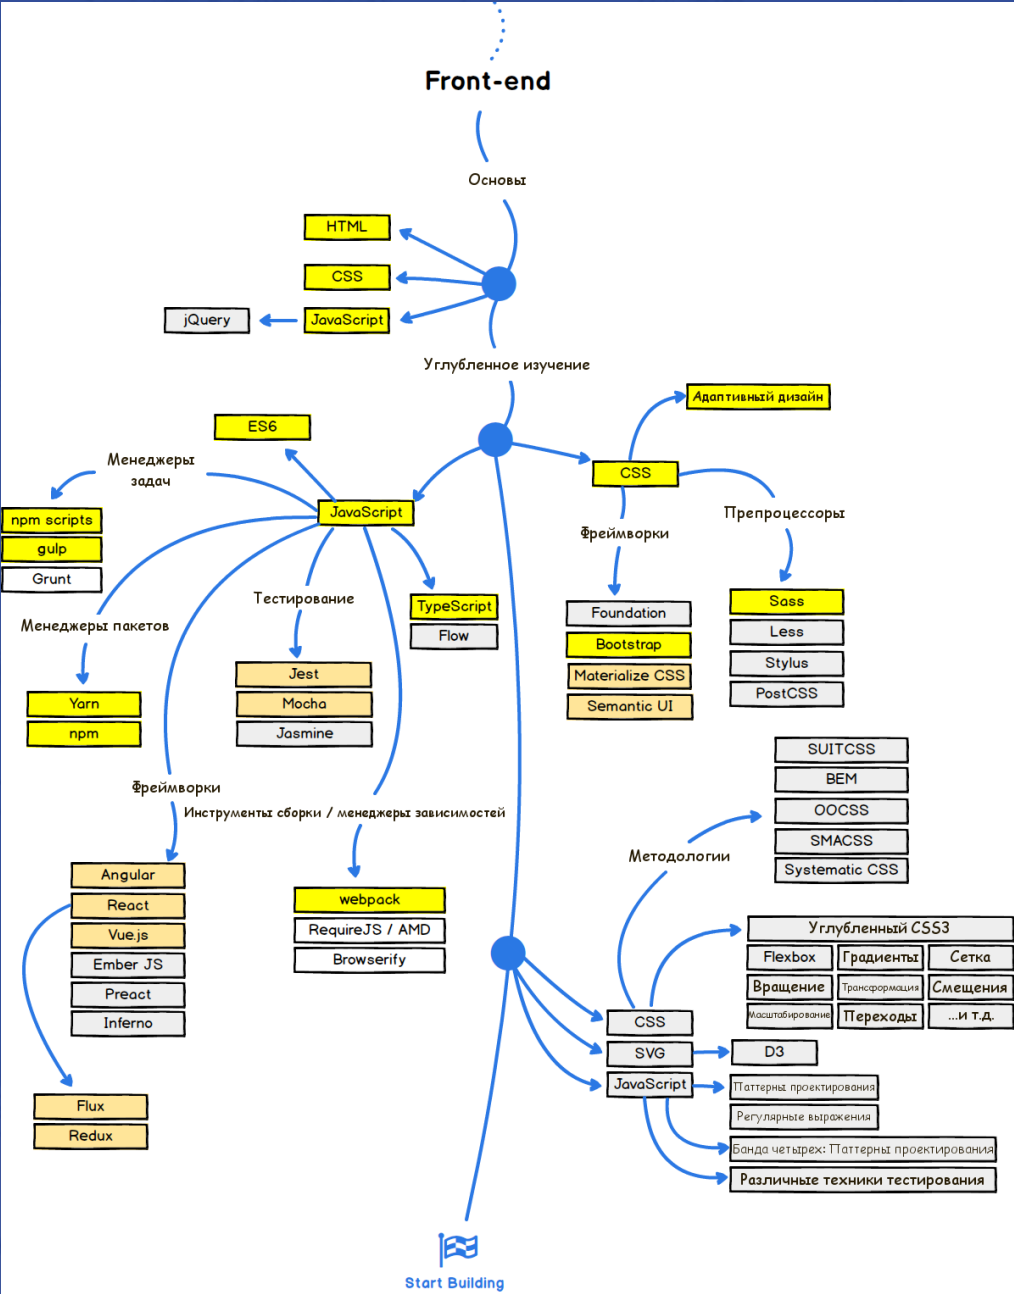 Front-end
Основы
HTML
CSS
JavaScript
jQuery
Углубленное изучение
Адаптивный дизайн
ES6
CSS
Менеджеры
задач
JavaScript
Препроцессоры
Фреймворки
npm scripts
gulp
Grunt
Тестирование
TypeScript
Flow
Foundation
Bootstrap
Materialize CSS
Semantic UI
Sass
Less
Stylus
PostCSS
Менеджеры пакетов
Yarn
npm
Jest
Mocha
Jasmine
Фреймворки
Инструменты сборки / менеджеры зависимостей
SUITCSS
BEM
OOCSS
SMACSS
Systematic CSS
Методологии
Angular
React
Vue.js
Ember JS
Preact
Inferno
webpack
RequireJS / AMD
Browserify
Углубленный CSS3
Flexbox
Градиенты
Сетка
Вращение
Трансформация
Смещения
Масштабирование
Переходы
...и т.д.
CSS
SVG
JavaScript
D3
Паттерны проектирования
Регулярные выражения
Банда четырех: Паттерны проектирования
Различные техники тестирования
Flux
Redux
Start Building